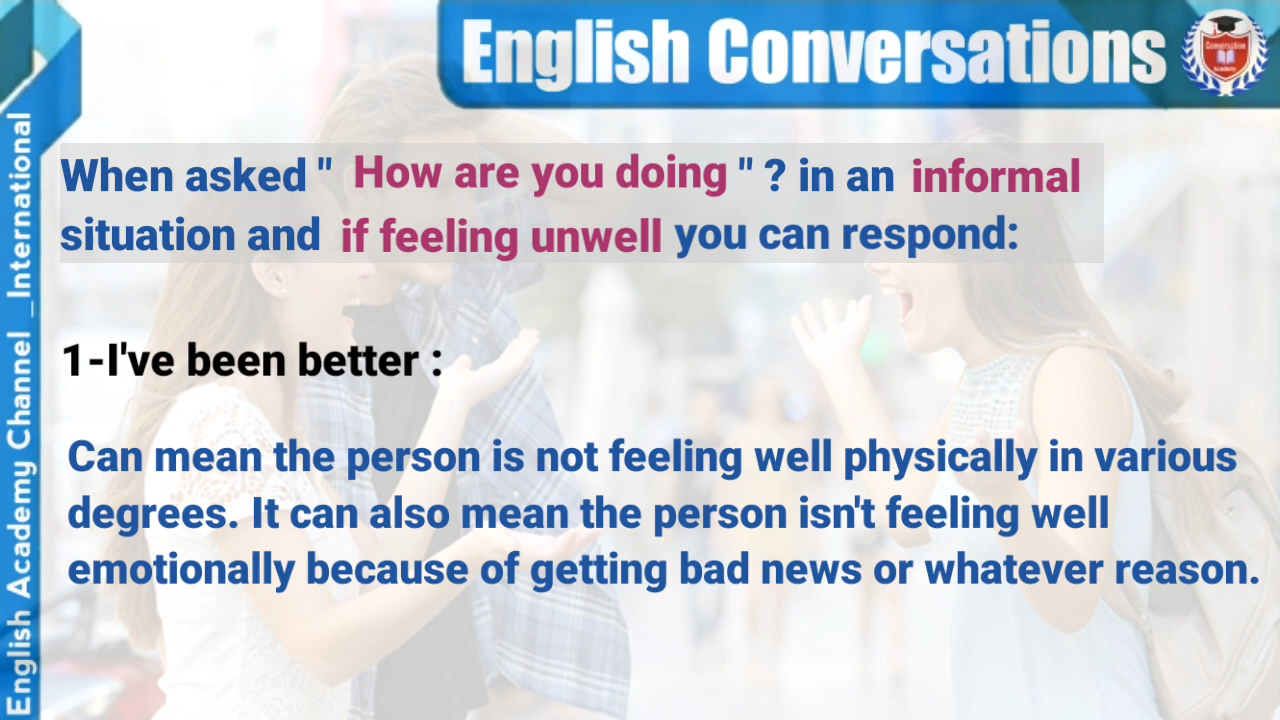 English Conversations
Conversation
Academy
When asked " How are you doing " ? in an informal
situation and if feeling unwell you can respond:
1-I've been better :
Can mean the person is not feeling well physically in various
degrees. It can also mean the person isn't feeling well
emotionally because of getting bad news or whatever reason.
English Academy Channel _International